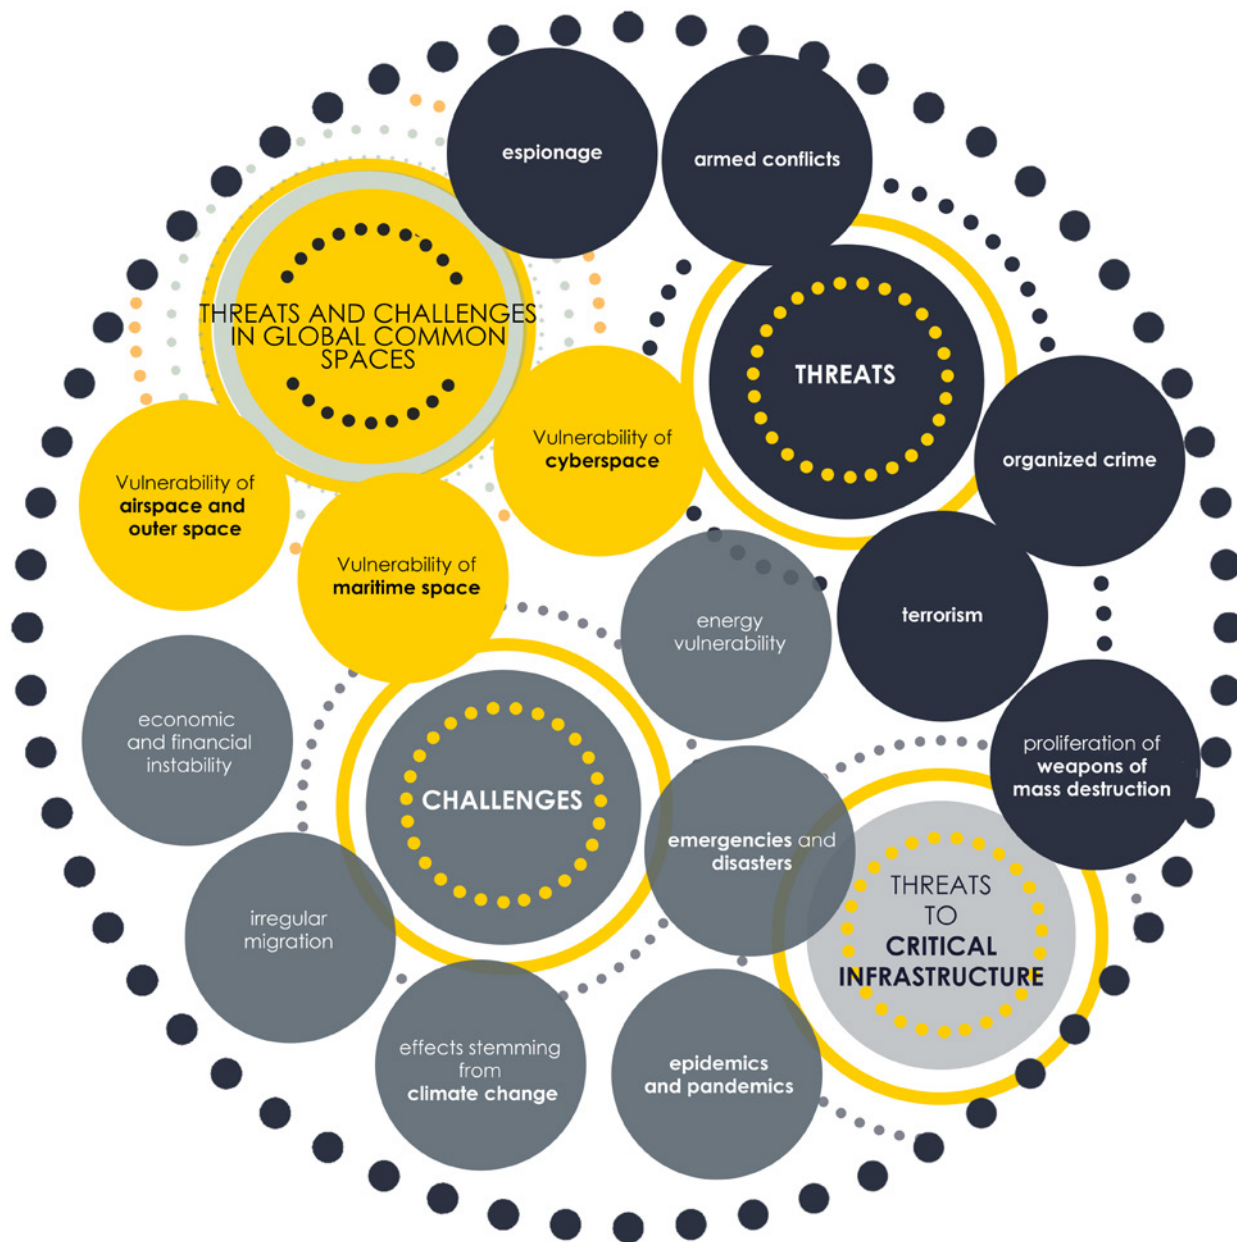 espionage
armed conflicts
THREATS AND CHALLENGES
IN GLOBAL COMMON
SPACES
THREATS
Vulnerability of
cyberspace
organized crime
Vulnerability of
airspace and
outer space
Vulnerability of
maritime space
energy
vulnerability
terrorism
economic
and financial
instability
proliferation of
weapons of
mass destruction
CHALLENGES
emergencies and
disasters
THREATS
TO
CRITICAL
INFRASTRUCTURE
irregular
migration
effects stemming
from
climate change
epidemics
and pandemics